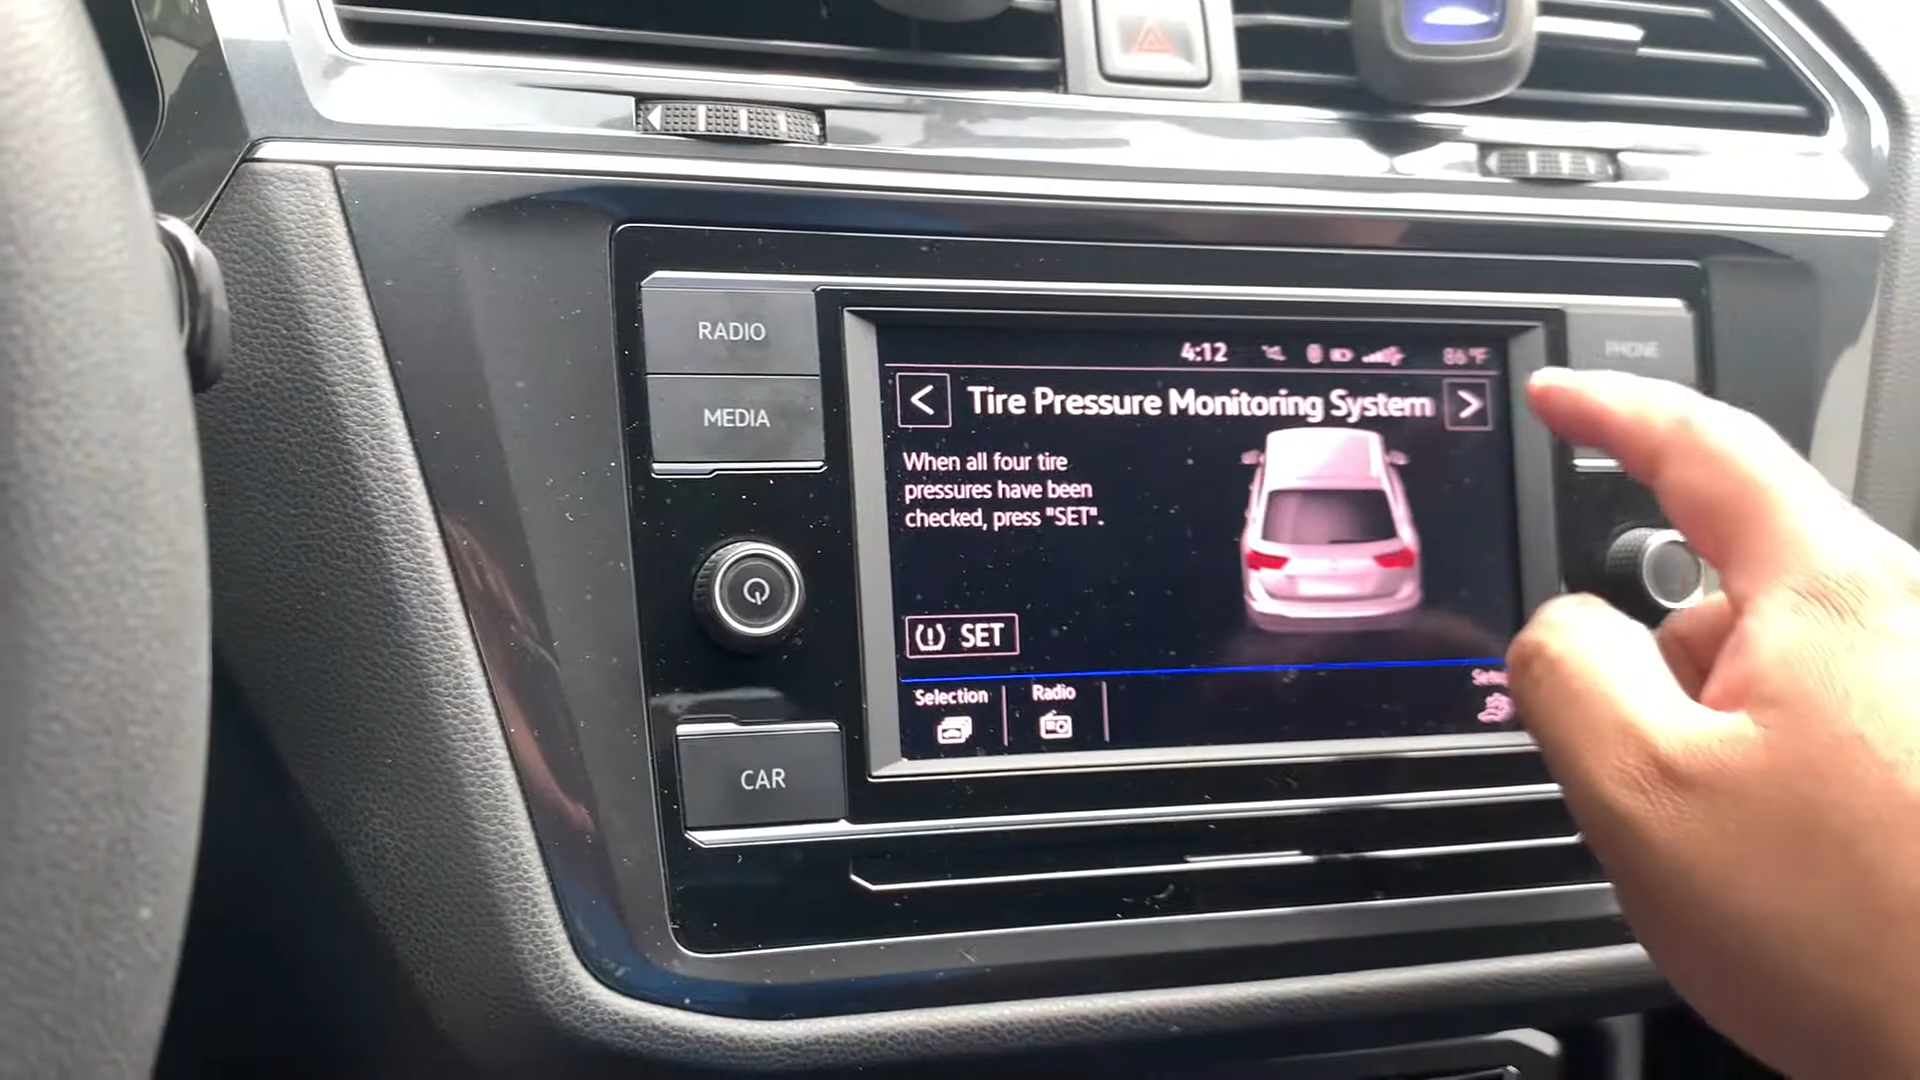 RADIO
MEDIA
CAR
PHONE
4:12 86°F
< Tire Pressure Monitoring System >
When all four tire
pressures have been
checked, press "SET".
SET
Selection
Radio